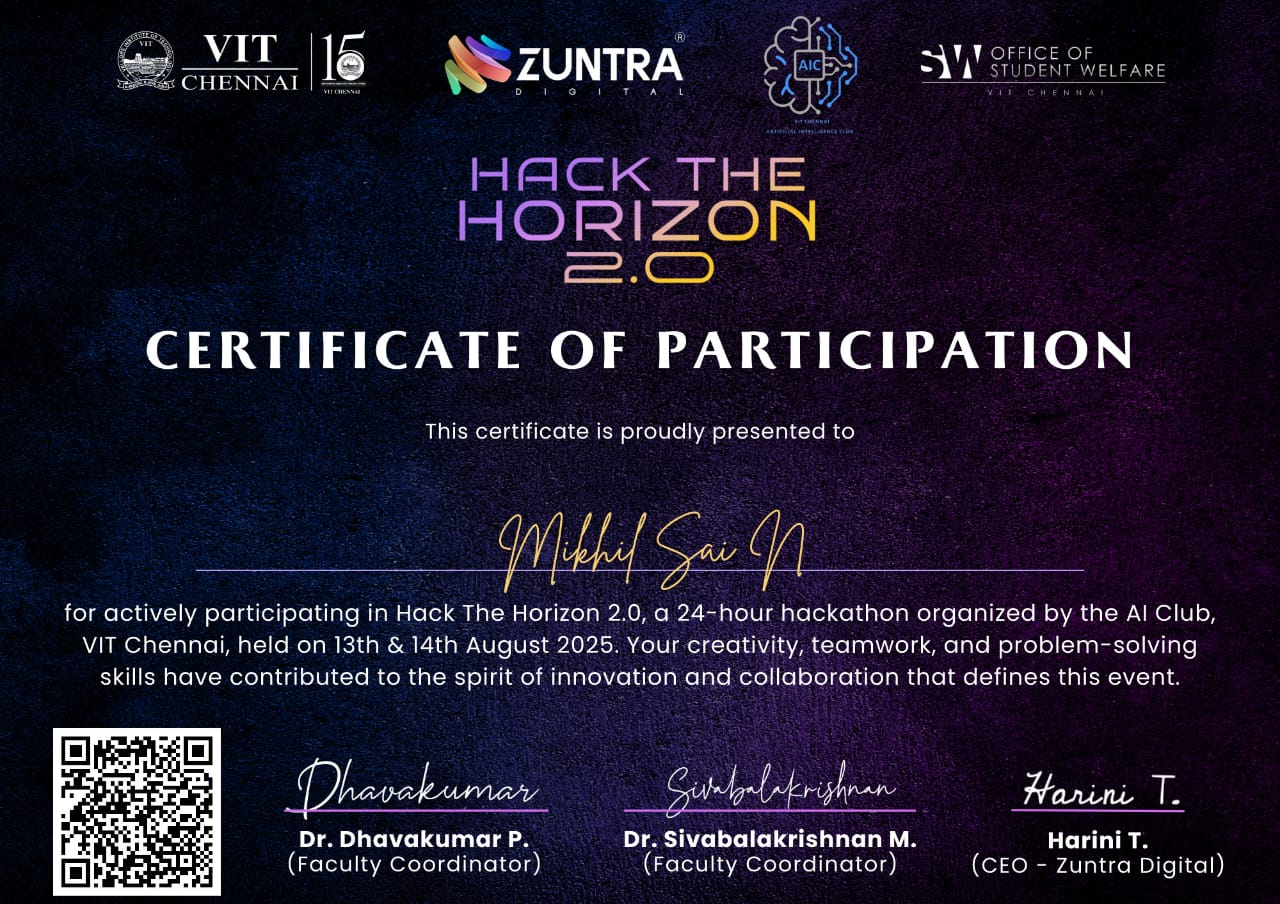 VIT
CHENNAI
15
VIT CHENNAI
ZUNTRA®
DIGITAL
AIC
VIT CHENNAI
ARTIFICIAL INTELLIGENCE CLUB
SW OFFICE OF
STUDENT WELFARE
VIT CHENNAI
HACK THE
HORIZON
2.0
CERTIFICATE OF PARTICIPATION
This certificate is proudly presented to
Mikhil Sai N
for actively participating in Hack The Horizon 2.0, a 24-hour hackathon organized by the AI Club,
VIT Chennai, held on 13th & 14th August 2025. Your creativity, teamwork, and problem-solving
skills have contributed to the spirit of innovation and collaboration that defines this event.
Dhavakumar
Sivabalakrishnan
Harini T.
Dr. Dhavakumar P.
Dr. Sivabalakrishnan M.
Harini T.
(Faculty Coordinator)
(Faculty Coordinator)
(CEO - Zuntra Digital)